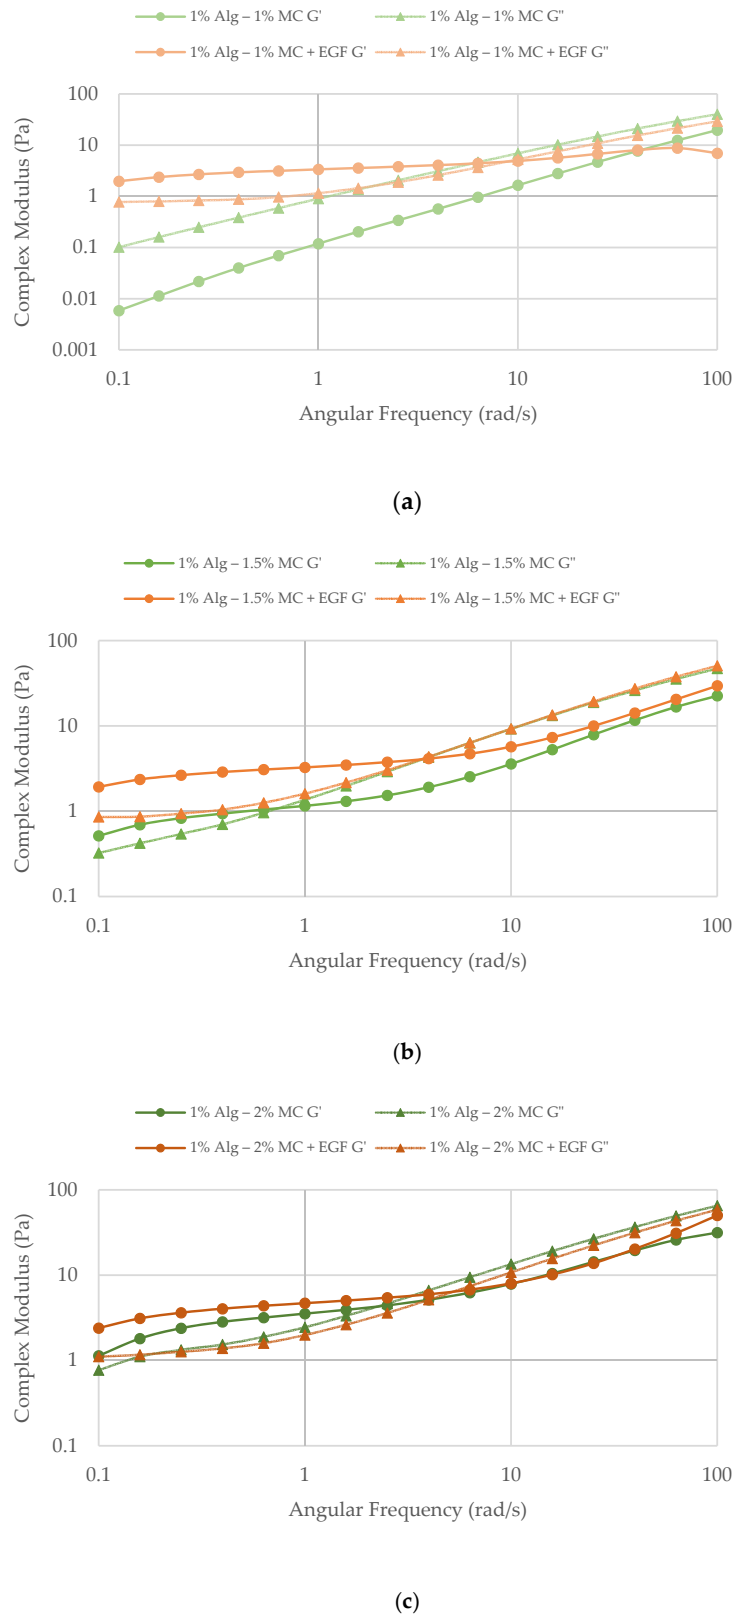 1% Alg – 1% MC G' 1% Alg – 1% MC G"
1% Alg – 1% MC + EGF G' 1% Alg – 1% MC + EGF G"
100
10
1
0.1
0.01
0.001
Complex Modulus (Pa)
0.1 1 10 100
Angular Frequency (rad/s)
(a)
1% Alg – 1.5% MC G' 1% Alg – 1.5% MC G"
1% Alg – 1.5% MC + EGF G' 1% Alg – 1.5% MC + EGF G"
100
10
1
0.1
Complex Modulus (Pa)
0.1 1 10 100
Angular Frequency (rad/s)
(b)
1% Alg – 2% MC G' 1% Alg – 2% MC G"
1% Alg – 2% MC + EGF G' 1% Alg – 2% MC + EGF G"
100
10
1
0.1
Complex Modulus (Pa)
0.1 1 10 100
Angular Frequency (rad/s)
(c)